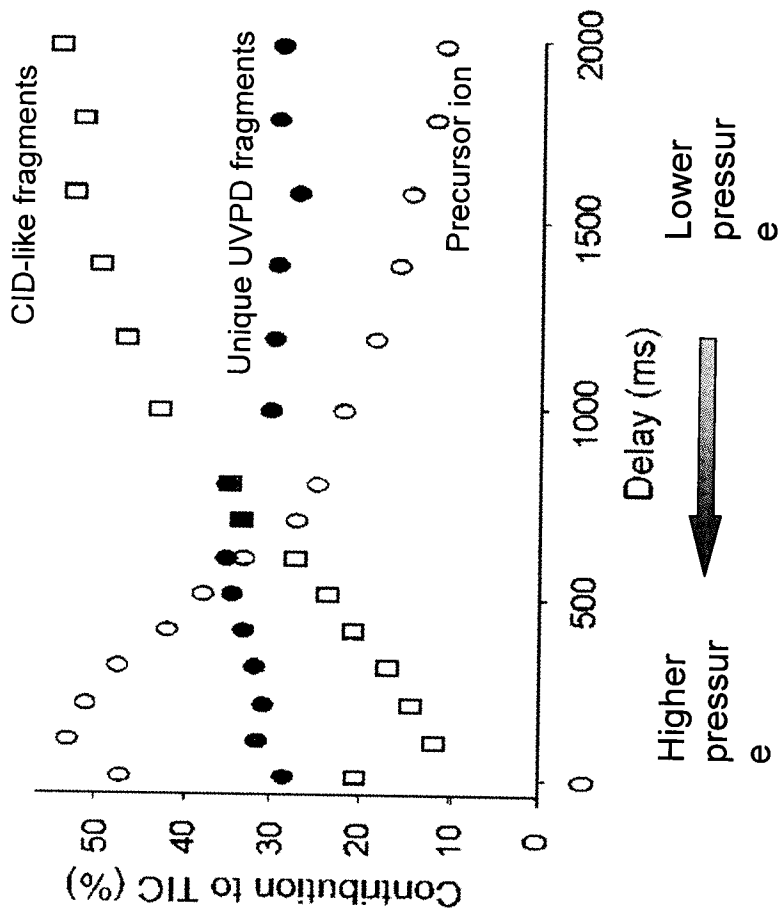 CID-like fragments
Unique UVPD fragments
Precursor ion
Contribution to TIC (%)
50
40
30
20
10
0
0
500
1000
1500
2000
Delay (ms)
Higher
pressur
e
Lower
pressur
e